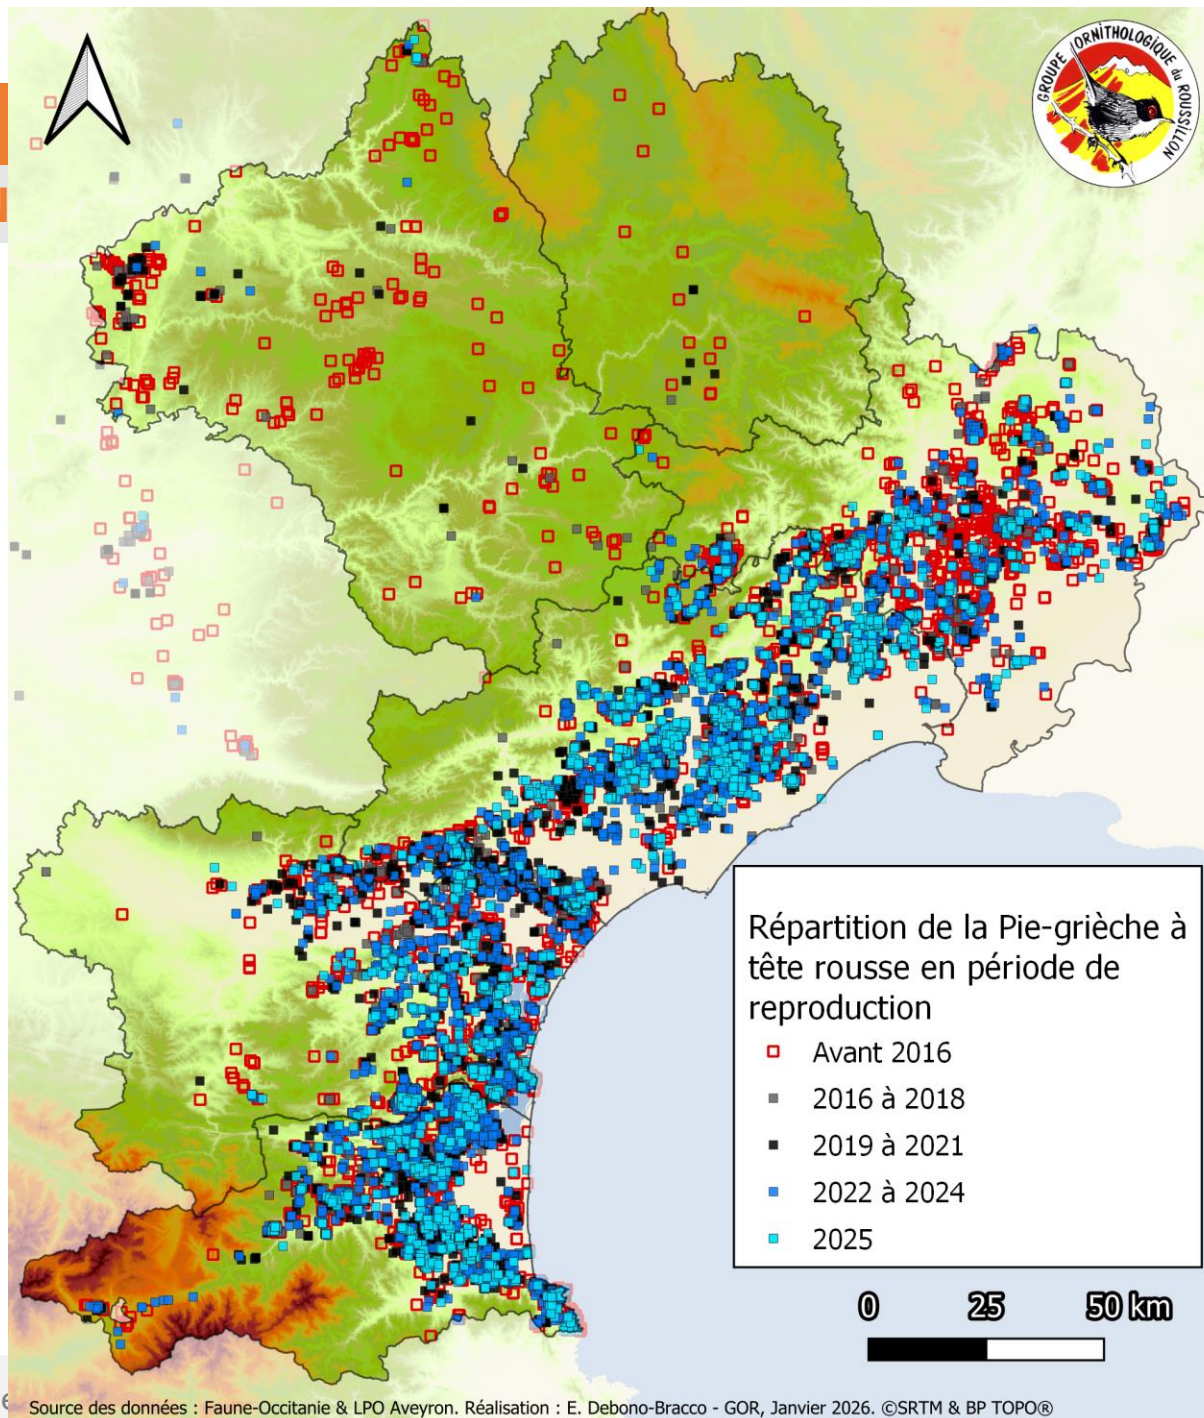 GROUPE ORNITHOLOGIQUE du ROUSSILLON
Répartition de la Pie-grièche à
tête rousse en période de
reproduction
Avant 2016
2016 à 2018
2019 à 2021
2022 à 2024
2025
0 25 50 km
Source des données : Faune-Occitanie & LPO Aveyron. Réalisation : E. Debono-Bracco - GOR, Janvier 2026. ©SRTM & BP TOPO®